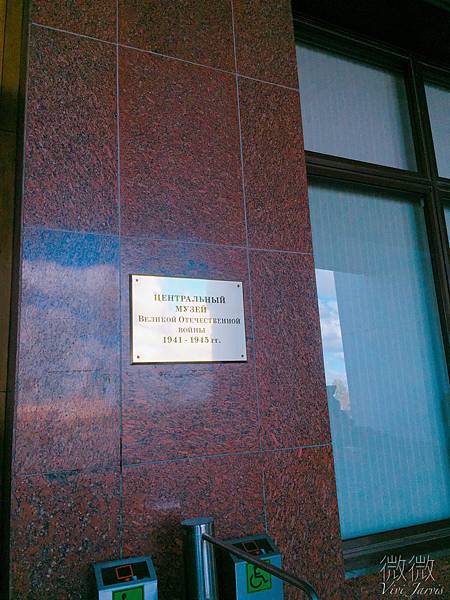 ЦЕНТРАЛЬНЫЙ
МУЗЕЙ
ВЕЛИКОЙ ОТЕЧЕСТВЕННОЙ
ВОЙНЫ
1941 - 1945 гг.
微微
Vivi Jarvis